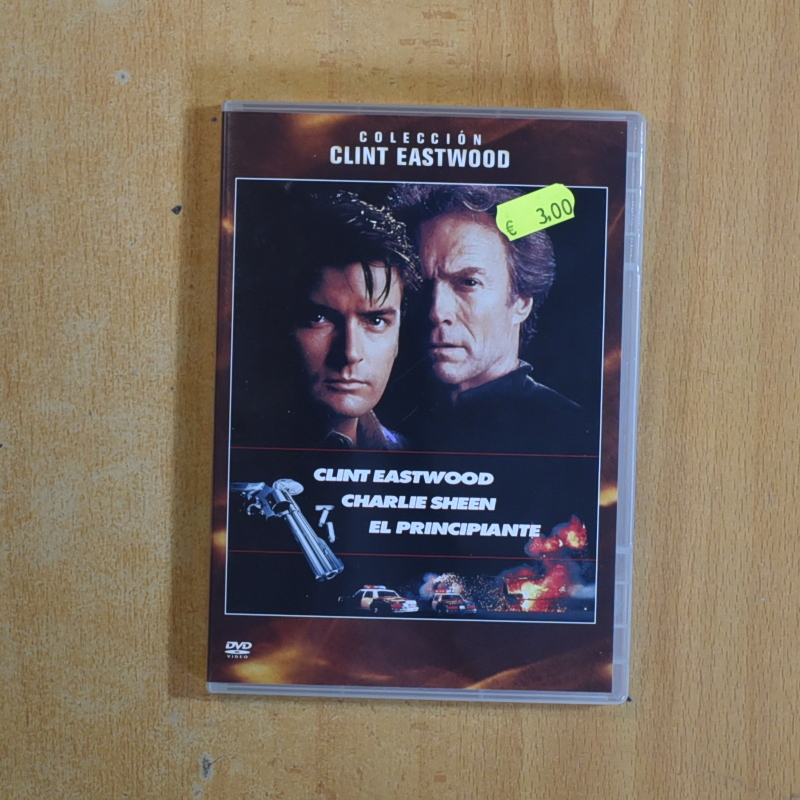 COLECCIÓN
CLINT EASTWOOD
€ 3,00
CLINT EASTWOOD
CHARLIE SHEEN
EL PRINCIPIANTE
DVD
VIDEO